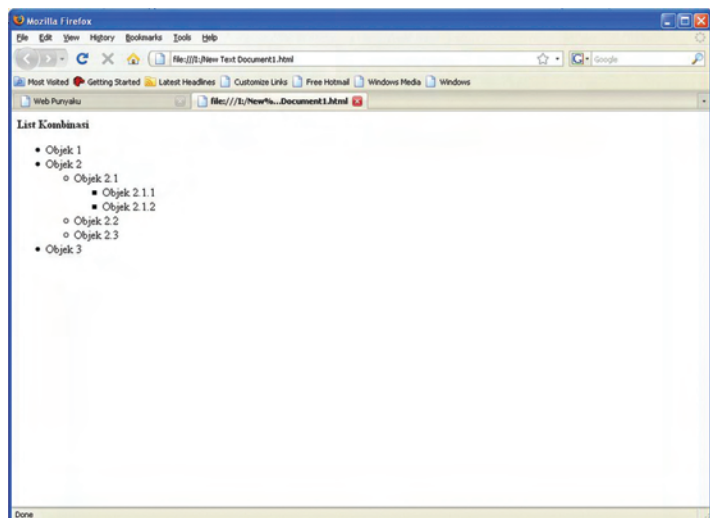 Mozilla Firefox
File Edit View History Bookmarks Tools Help
file:///I:/New Text Document1.html
Google
Most Visited Getting Started Latest Headlines Customize Links Free Hotmail Windows Media Windows
Web Punyaku
file:///I:/New%...Document1.html
List Kombinasi
Objek 1
Objek 2
Objek 2.1
Objek 2.1.1
Objek 2.1.2
Objek 2.2
Objek 2.3
Objek 3
Done